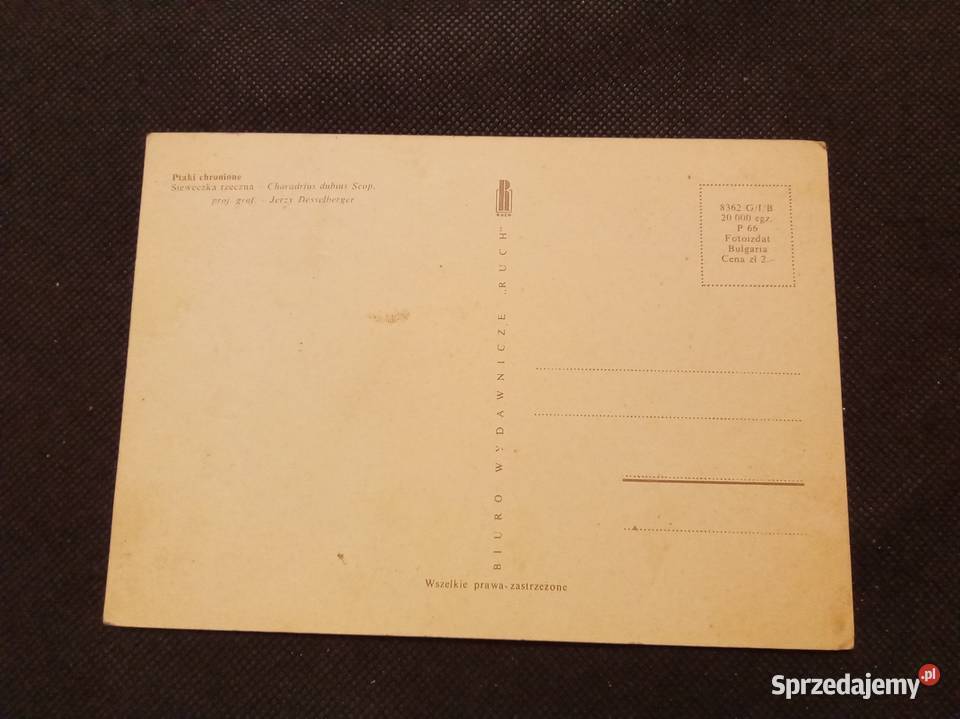 Ptaki chronione
Sieweczka rzeczna - Charadrius dubius Scop.
proj. graf. - Jerzy Desselberger
R
RUCH
8362 G/I/B
20 000 egz.
P 66
Fotoizdat
Bulgaria
Cena zł 2.-
BIURO WYDAWNICZE „RUCH”
Wszelkie prawa zastrzeżone
Sprzedajemy.pl